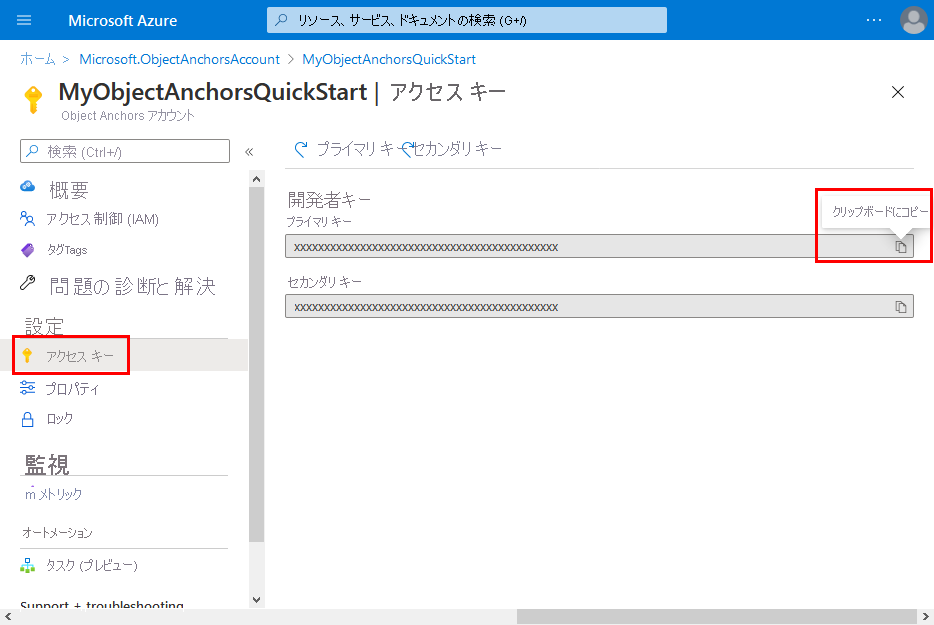 Microsoft Azure
リソース、サービス、ドキュメントの検索 (G+/)
ホーム > Microsoft.ObjectAnchorsAccount > MyObjectAnchorsQuickStart
MyObjectAnchorsQuickStart | アクセス キー
Object Anchors アカウント
検索 (Ctrl+/)
概要
アクセス制御 (IAM)
タグTags
問題の診断と解決
設定
アクセス キー
プロパティ
ロック
監視
メトリック
オートメーション
タスク (プレビュー)
Support + troubleshooting
プライマリ キー
セカンダリ キー
開発者キー
プライマリ キー
クリップボードにコピー
xxxxxxxxxxxxxxxxxxxxxxxxxxxxxxxxxxxxxxxxxxxx
セカンダリ キー
xxxxxxxxxxxxxxxxxxxxxxxxxxxxxxxxxxxxxxxxxxxx